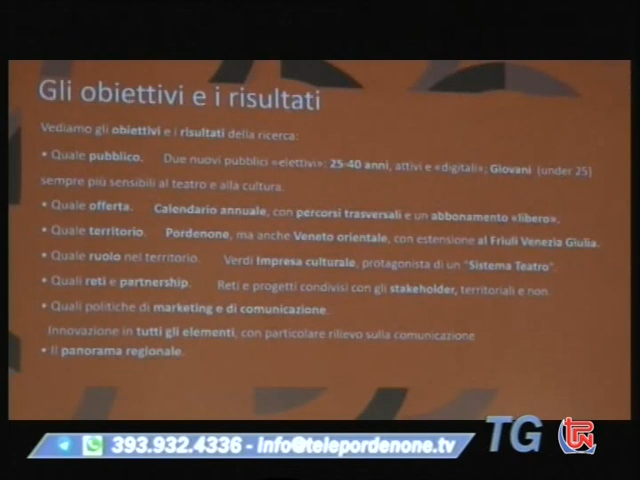 Gli obiettivi e i risultati
Vediamo gli obiettivi e i risultati della ricerca:
• Quale pubblico. Due nuovi pubblici «elettivi»: 25-40 anni, attivi e «digitali»; Giovani (under 25)
sempre più sensibili al teatro e alla cultura.
• Quale offerta. Calendario annuale, con percorsi trasversali e un abbonamento «libero».
• Quale territorio. Pordenone, ma anche Veneto orientale, con estensione al Friuli Venezia Giulia.
• Quale ruolo nel territorio. Verdi Impresa culturale, protagonista di un "Sistema Teatro".
• Quali reti e partnership. Reti e progetti condivisi con gli stakeholder, territoriali e non.
• Quali politiche di marketing e di comunicazione.
Innovazione in tutti gli elementi, con particolare rilievo sulla comunicazione
• Il panorama regionale.
393.932.4336 - info@telepordenone.tv
TG TPN